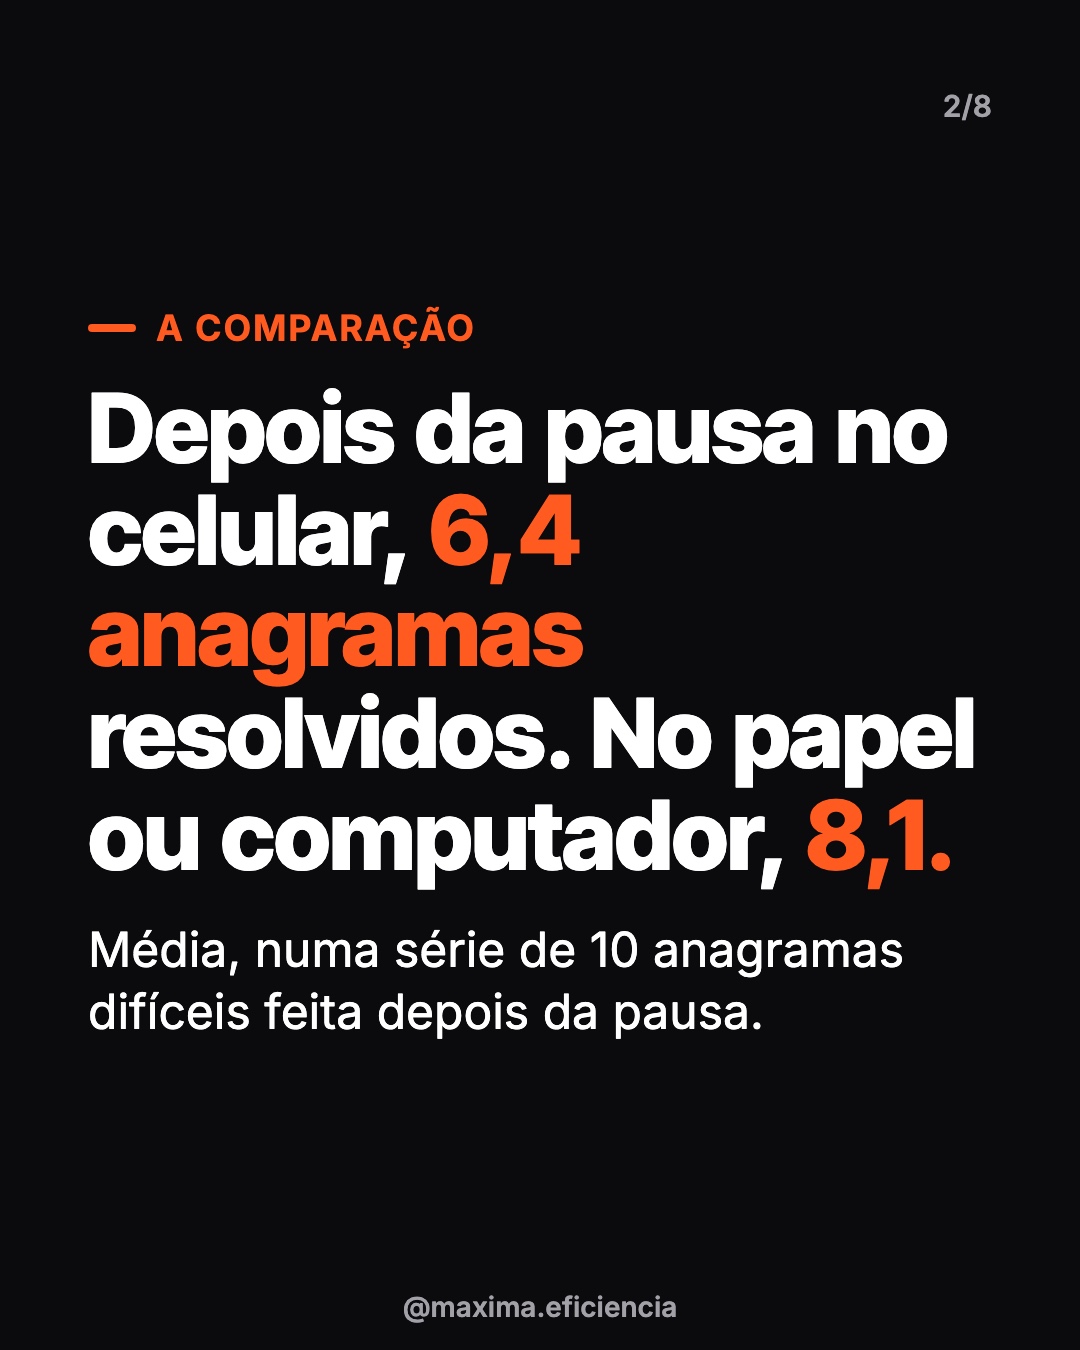 2/8
A COMPARAÇÃO
Depois da pausa no
celular, 6,4
anagramas
resolvidos. No papel
ou computador, 8,1.
Média, numa série de 10 anagramas
difíceis feita depois da pausa.
@maxima.eficiencia